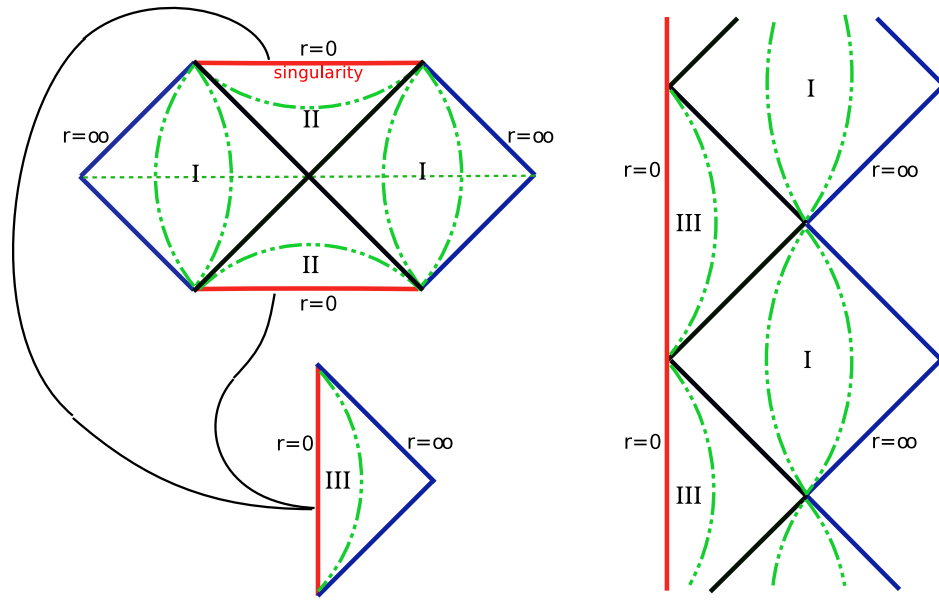 r=0
singularity
II
r=∞
r=∞
I
I
II
r=0
r=0
r=∞
III
I
r=0
r=∞
III
I
r=0
r=∞
III